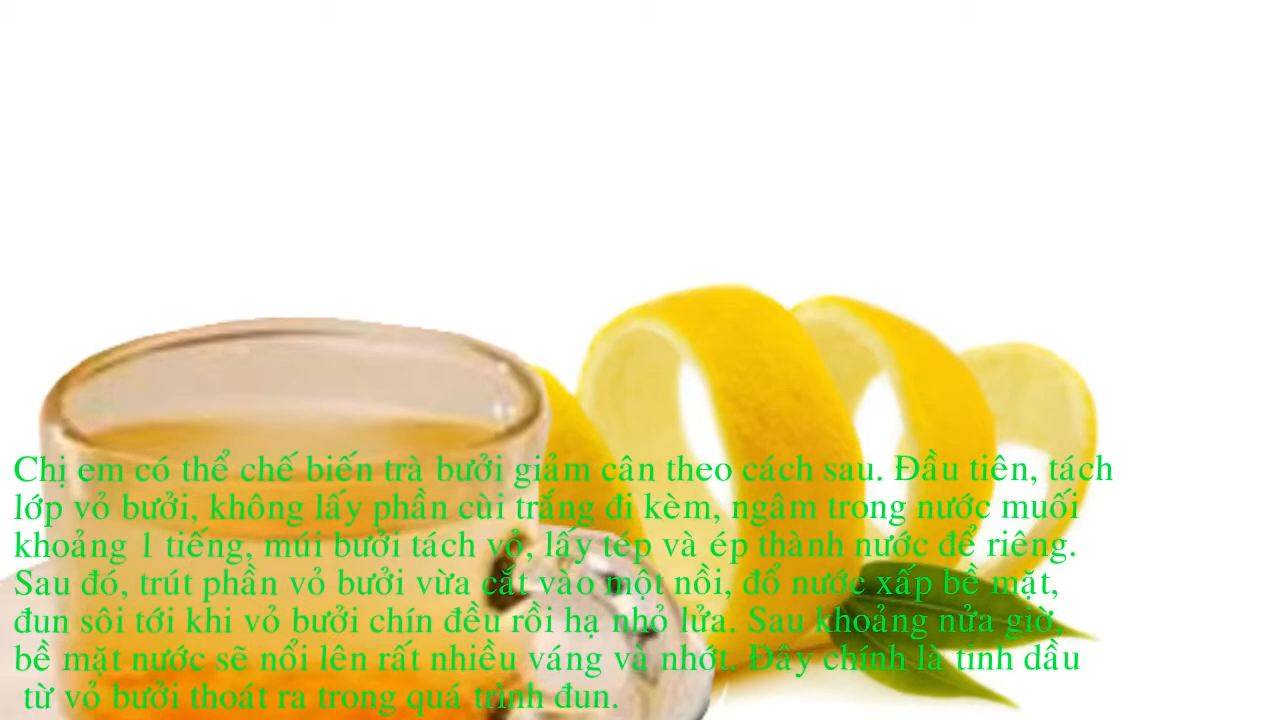 Chị em có thể chế biến trà bưởi giảm cân theo cách sau. Đầu tiên, tách
lớp vỏ bưởi, không lấy phần cùi trắng đi kèm, ngâm trong nước muối
khoảng 1 tiếng, múi bưởi tách vỏ, lấy tép và ép thành nước để riêng.
Sau đó, trút phần vỏ bưởi vừa cắt vào một nồi, đổ nước xấp bề mặt,
đun sôi tới khi vỏ bưởi chín đều rồi hạ nhỏ lửa. Sau khoảng nửa giờ,
bề mặt nước sẽ nổi lên rất nhiều váng và nhớt. Đây chính là tinh dầu
từ vỏ bưởi thoát ra trong quá trình đun.